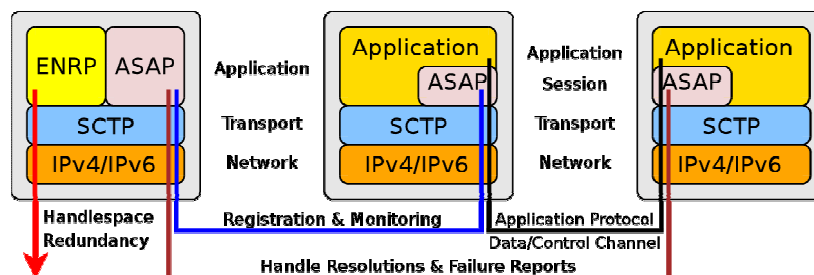 ENRP ASAP
SCTP
IPv4/IPv6
Application
Transport
Network
Application
ASAP
SCTP
IPv4/IPv6
Application
Session
Transport
Network
Application
ASAP
SCTP
IPv4/IPv6
Handlespace
Redundancy
Registration & Monitoring
Application Protocol
Data/Control Channel
Handle Resolutions & Failure Reports